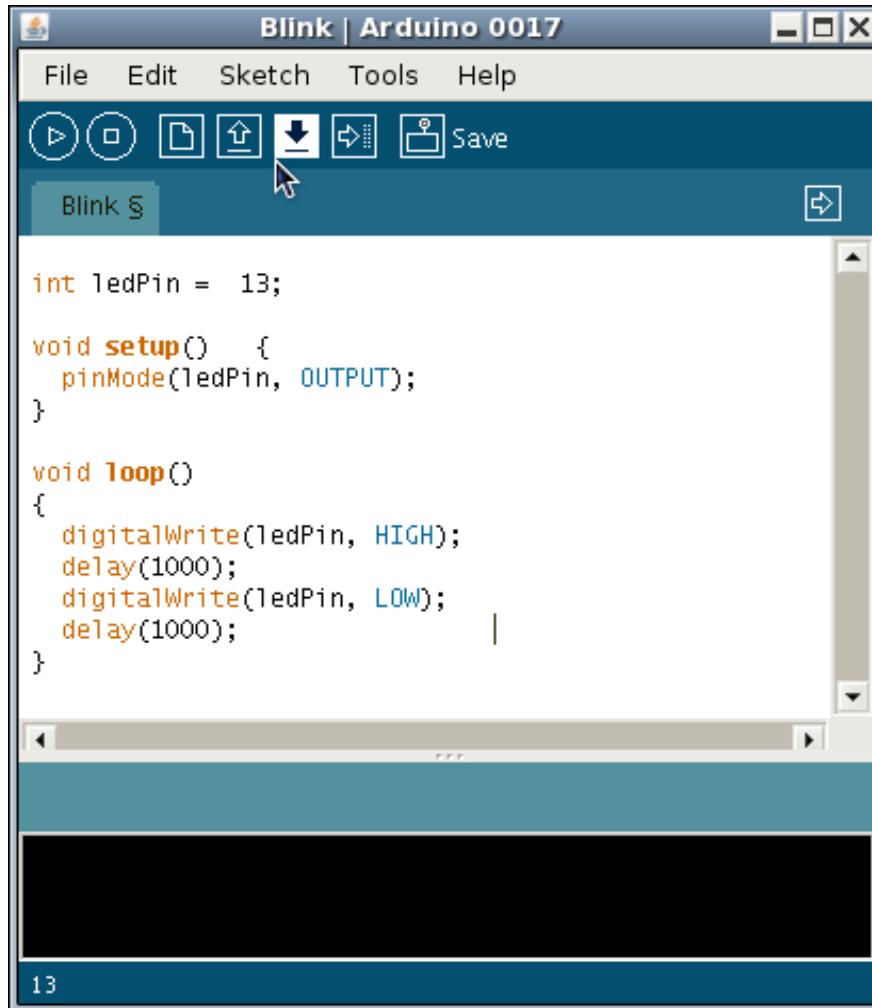 Blink | Arduino 0017
File Edit Sketch Tools Help
Save
Blink §
int ledPin =  13;
void setup()   {
  pinMode(ledPin, OUTPUT);
}
void loop()
{
  digitalWrite(ledPin, HIGH);
  delay(1000);
  digitalWrite(ledPin, LOW);
  delay(1000);
}
13